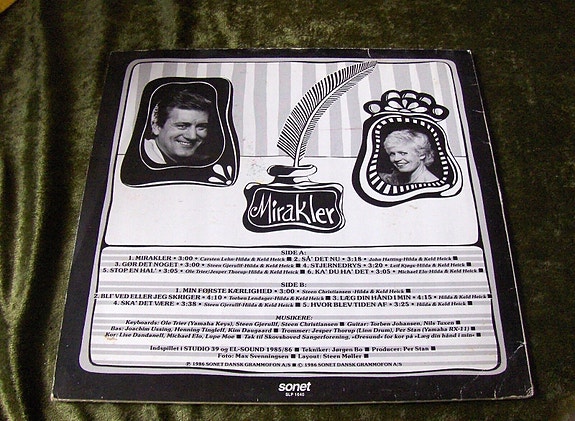 Mirakler
SIDE A:
1. MIRAKLER • 3:00 • Carsten Lehn-Hilda & Keld Heick ■ 2. SÅ' DET NU • 3:18 • John Hatting-Hilda & Keld Heick ■
3. GØR DET NOGET • 3:00 • Steen Gjerulff-Hilda & Keld Heick ■ 4. STJERNEDRYS • 3:20 • Leif Kjøgx-Hilda & Keld Heick ■
5. STOP EN HAL' • 3:05 • Ole Trier/Jesper Thorup-Hilda & Keld Heick ■ 6. KA' DU HA' DET • 3:05 • Michael Elo-Hilda & Keld Heick ■
SIDE B:
1. MIN FØJSTE KÆRLIGHED • 3:00 • Steen Christiansen-Hilda & Keld Heick ■
2. BLI' VED ELLER JEG SKRIGER • 4:10 • Torben Lendager-Hilda & Keld Heick ■ 3. LÆG DIN HÅND I MIN • 4:15 • Hilda Heick ■
4. SKA' DET VÆRE • 3:38 • Steen Gjerulff-Hilda & Keld Heick ■ 5. HVOR BLEV TIDEN AF • 3:25 • Hilda & Keld Heick ■
MUSIKERE:
Keyboards: Ole Trier (Yamaha Keys), Steen Gjerulff, Steen Christiansen ■ Guitar: Torben Johansen, Nils Tuxen ■
Bas: Joachim Ussing, Henning Tingleff, Finn Dausgaard ■ Trommer: Jesper Thorup (Linn Drum), Per Stan (Yamaha RX-11) ■
Kor: Lise Dandanell, Michael Elo, Lupe Moe ■ Tak til Skovshoved Sangerforening, »Øresund« for kor på »Læg din hånd i min«
Indspillet i STUDIO 39 og EL-SOUND 1985/86 ■ Tekniker: Jørgen Bo ■ Producer: Per Stan ■
Foto: Max Svenningsen ■ Layout: Steen Møller ■
P. 1986 SONET DANSK GRAMMOFON A/S ■ © 1986 SONET DANSK GRAMMOFON A/S
sonet
SLP 1640